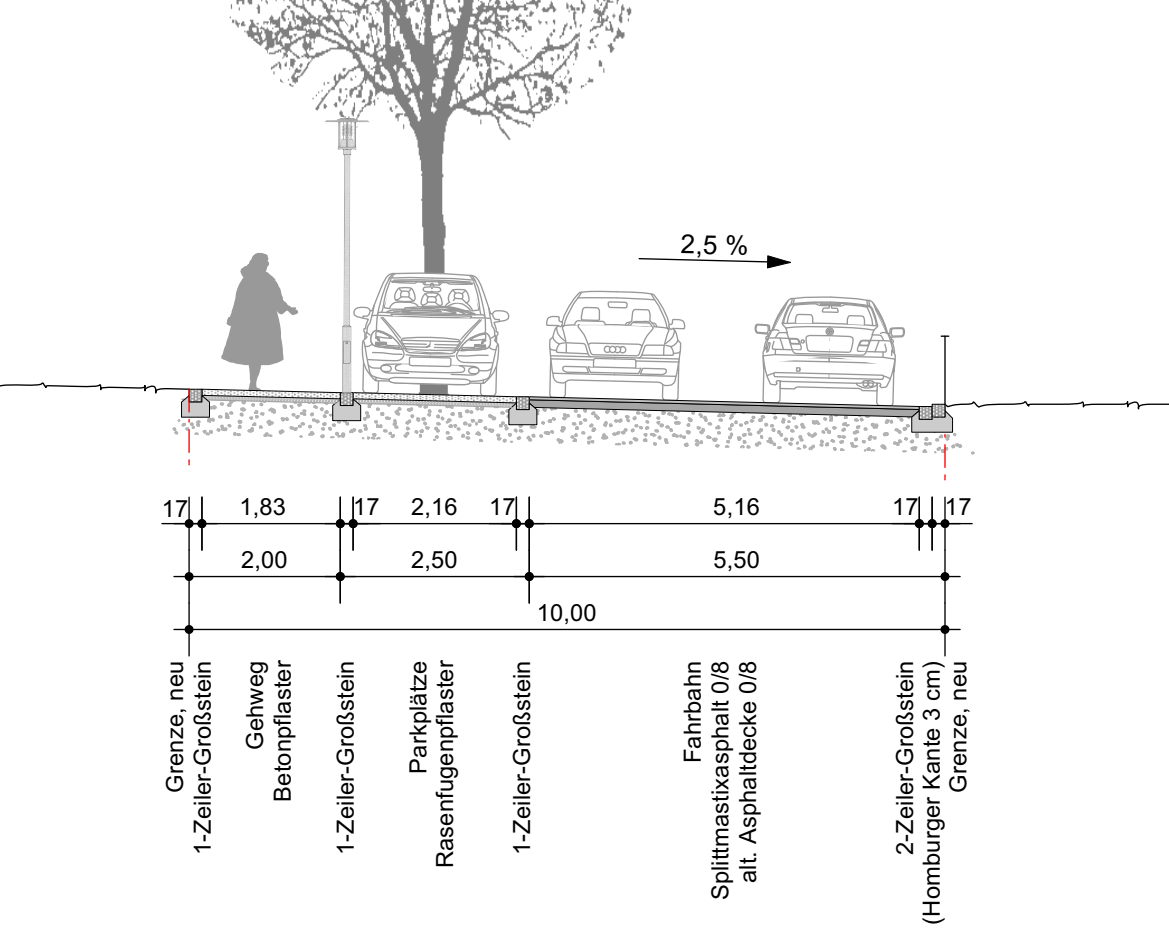 2,5 %
17
1,83
17
2,16
17
5,16
17
17
2,00
2,50
5,50
10,00
Grenze, neu
1-Zeiler-Großstein
Gehweg
Betonpflaster
1-Zeiler-Großstein
Parkplätze
Rasenfugenpflaster
1-Zeiler-Großstein
Fahrbahn
Splittmastixasphalt 0/8
alt. Asphaltdecke 0/8
2-Zeiler-Großstein
(Homburger Kante 3 cm)
Grenze, neu